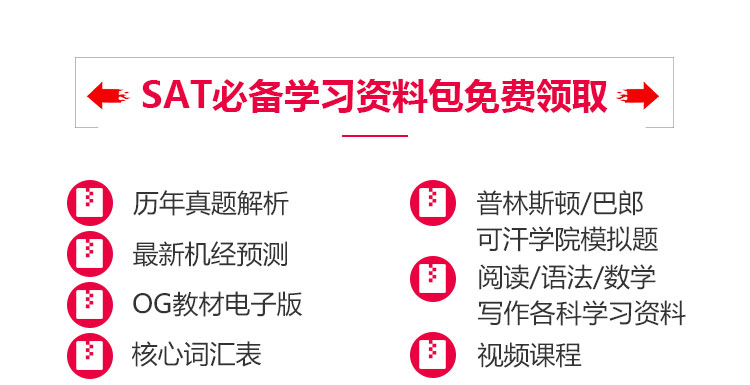 SAT必备学习资料包免费领取
历年真题解析
最新机经预测
OG教材电子版
核心词汇表
普林斯顿/巴郎
可汗学院模拟题
阅读/语法/数学
写作各科学习资料
视频课程